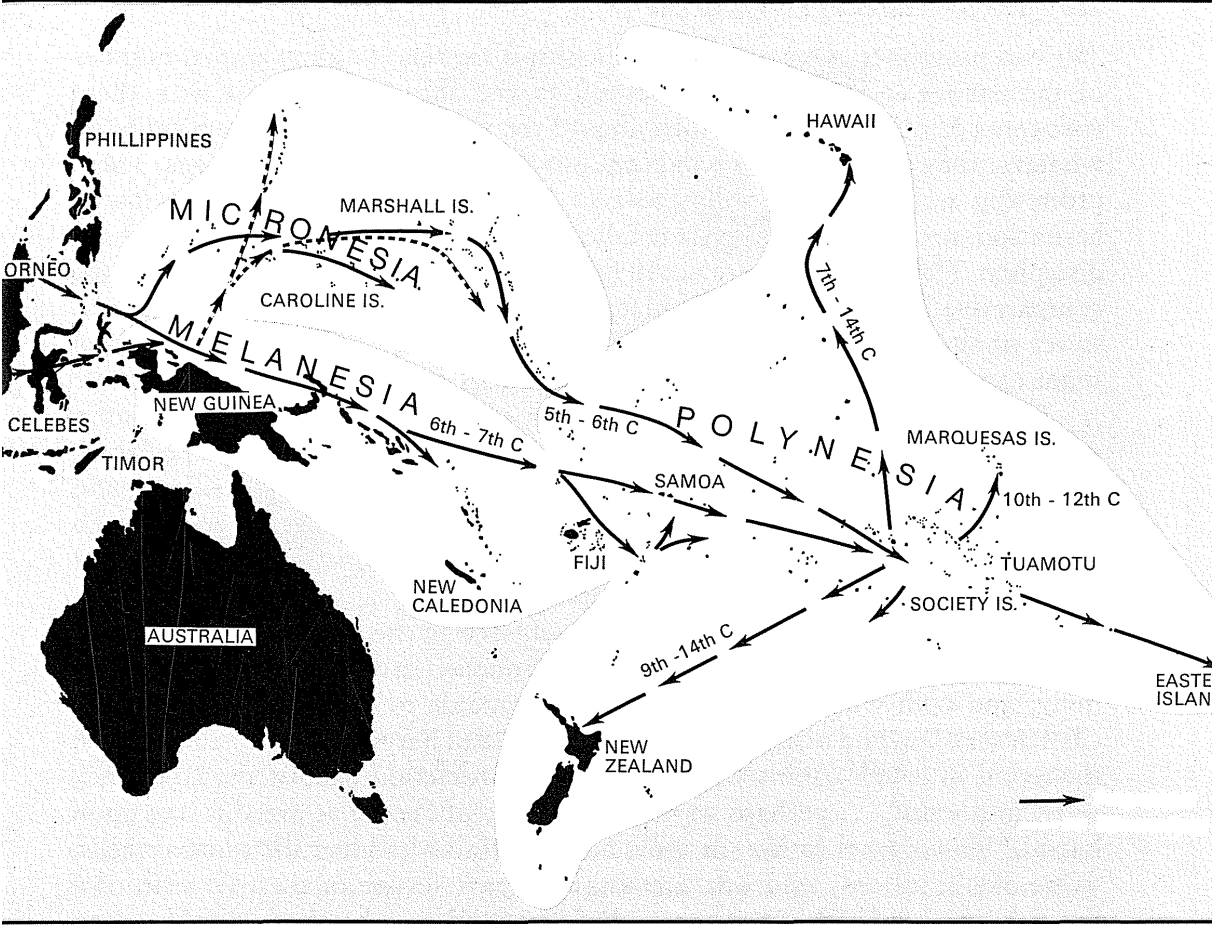 HAWAII
PHILLIPPINES
MARSHALL IS.
MICRONESIA
ORNEO
CAROLINE IS.
7th - 14th C
MELANESIA
NEW GUINEA
CELEBES
6th - 7th C
5th - 6th C
POLYNESIA
MARQUESAS IS.
TIMOR
SAMOA
10th - 12th C
FIJI
TUAMOTU
NEW
CALEDONIA
SOCIETY IS.
AUSTRALIA
9th -14th C
EASTE
ISLAN
NEW
ZEALAND